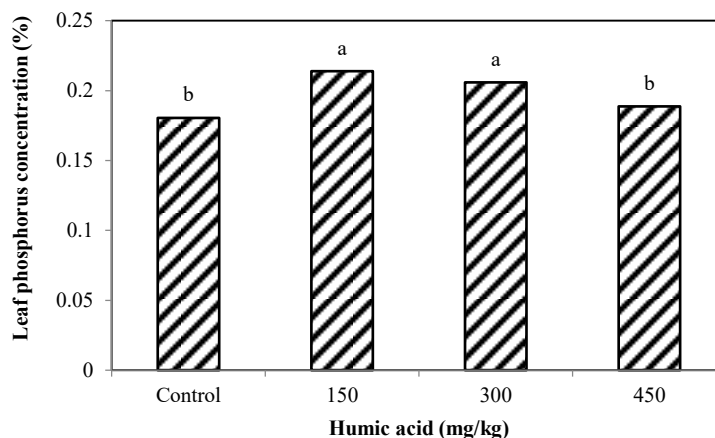 Leaf phosphorus concentration (%)
0.25
0.2
0.15
0.1
0.05
0
b
a
a
b
Control
150
300
450
Humic acid (mg/kg)